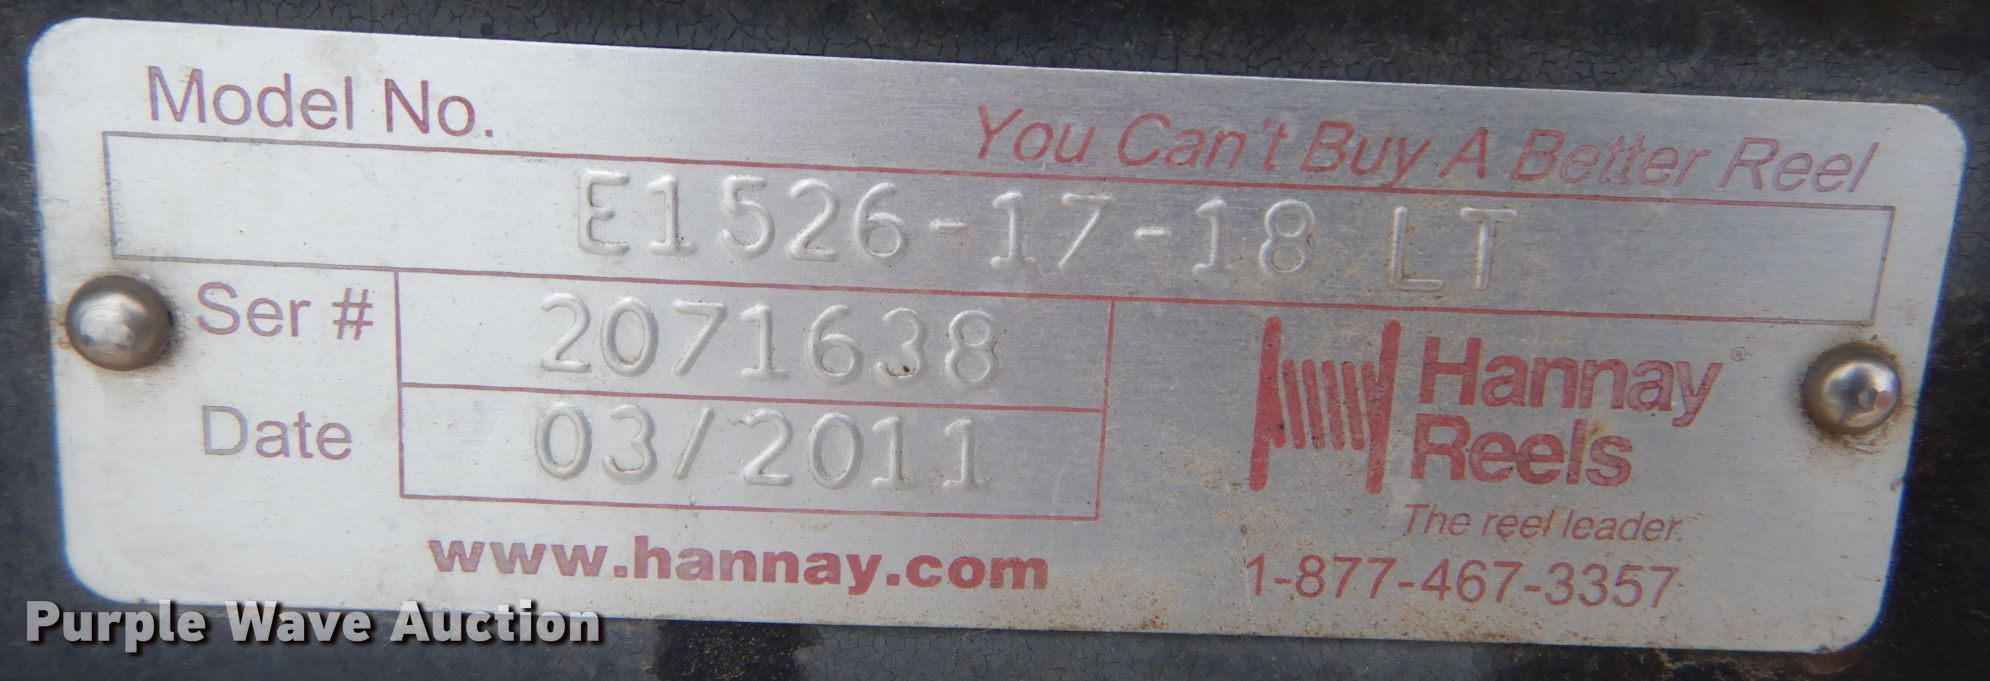 Model No.
You Can't Buy A Better Reel
E1526-17-18 LT
Ser # 2071638
Date 03/2011
Hannay®
Reels
The reel leader.
www.hannay.com
1-877-467-3357
Purple Wave Auction